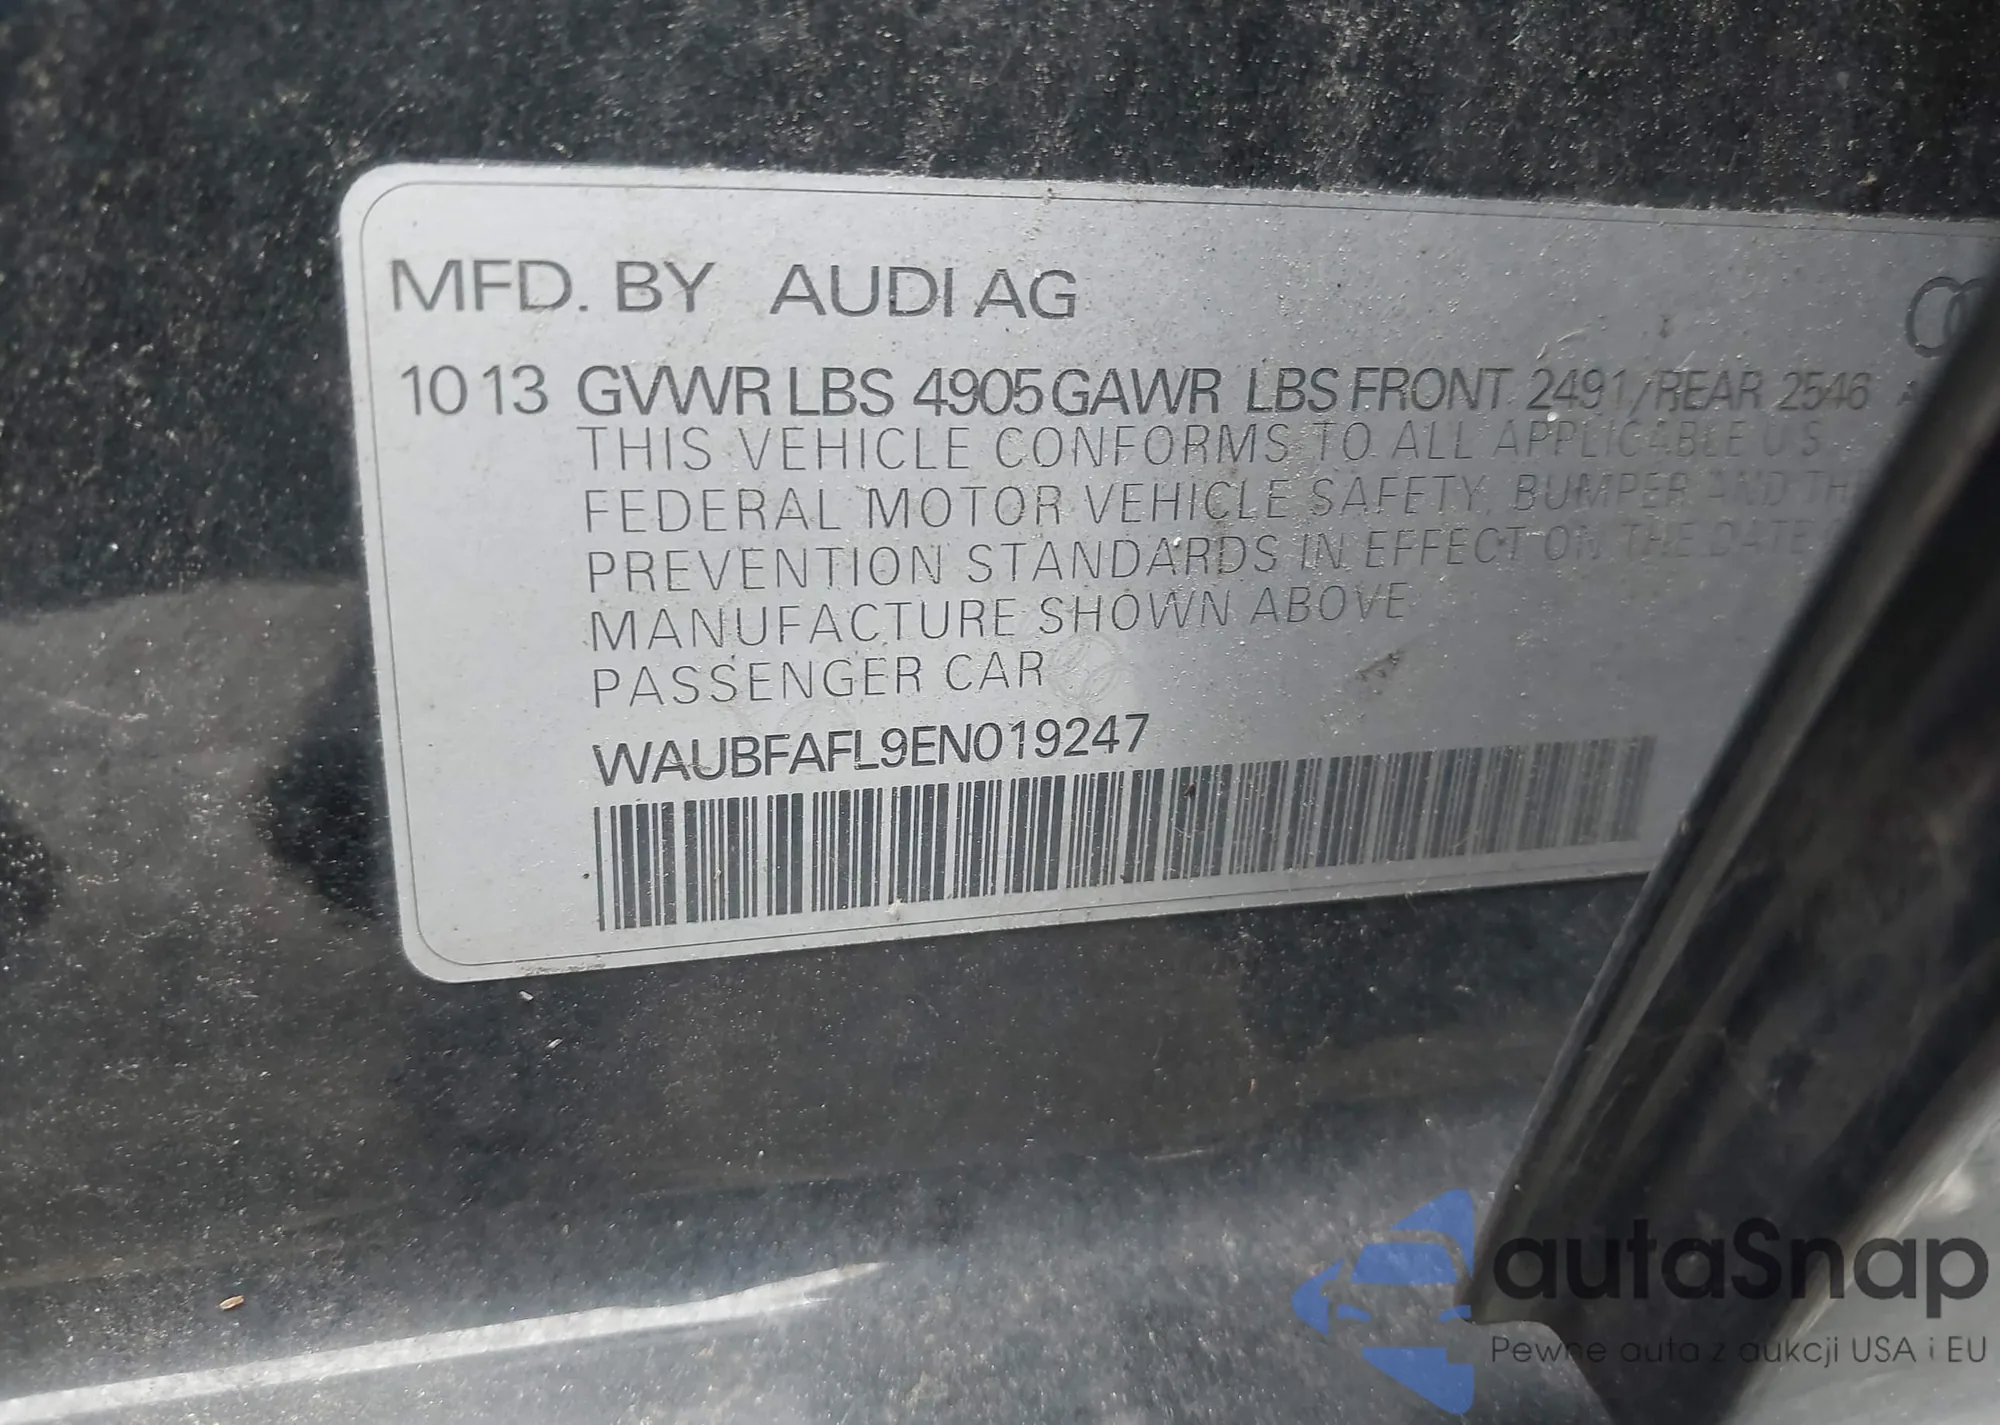 MFD. BY AUDI AG
10 13 GVWR LBS 4905 GAWR LBS FRONT 2491/REAR 2546
THIS VEHICLE CONFORMS TO ALL APPLICABLE U.S.
FEDERAL MOTOR VEHICLE SAFETY, BUMPER AND
PREVENTION STANDARDS IN EFFECT ON THE DATE
MANUFACTURE SHOWN ABOVE
PASSENGER CAR
WAUBFAFL9EN019247
autaSnap
Pewne auta z aukcji USA i EU